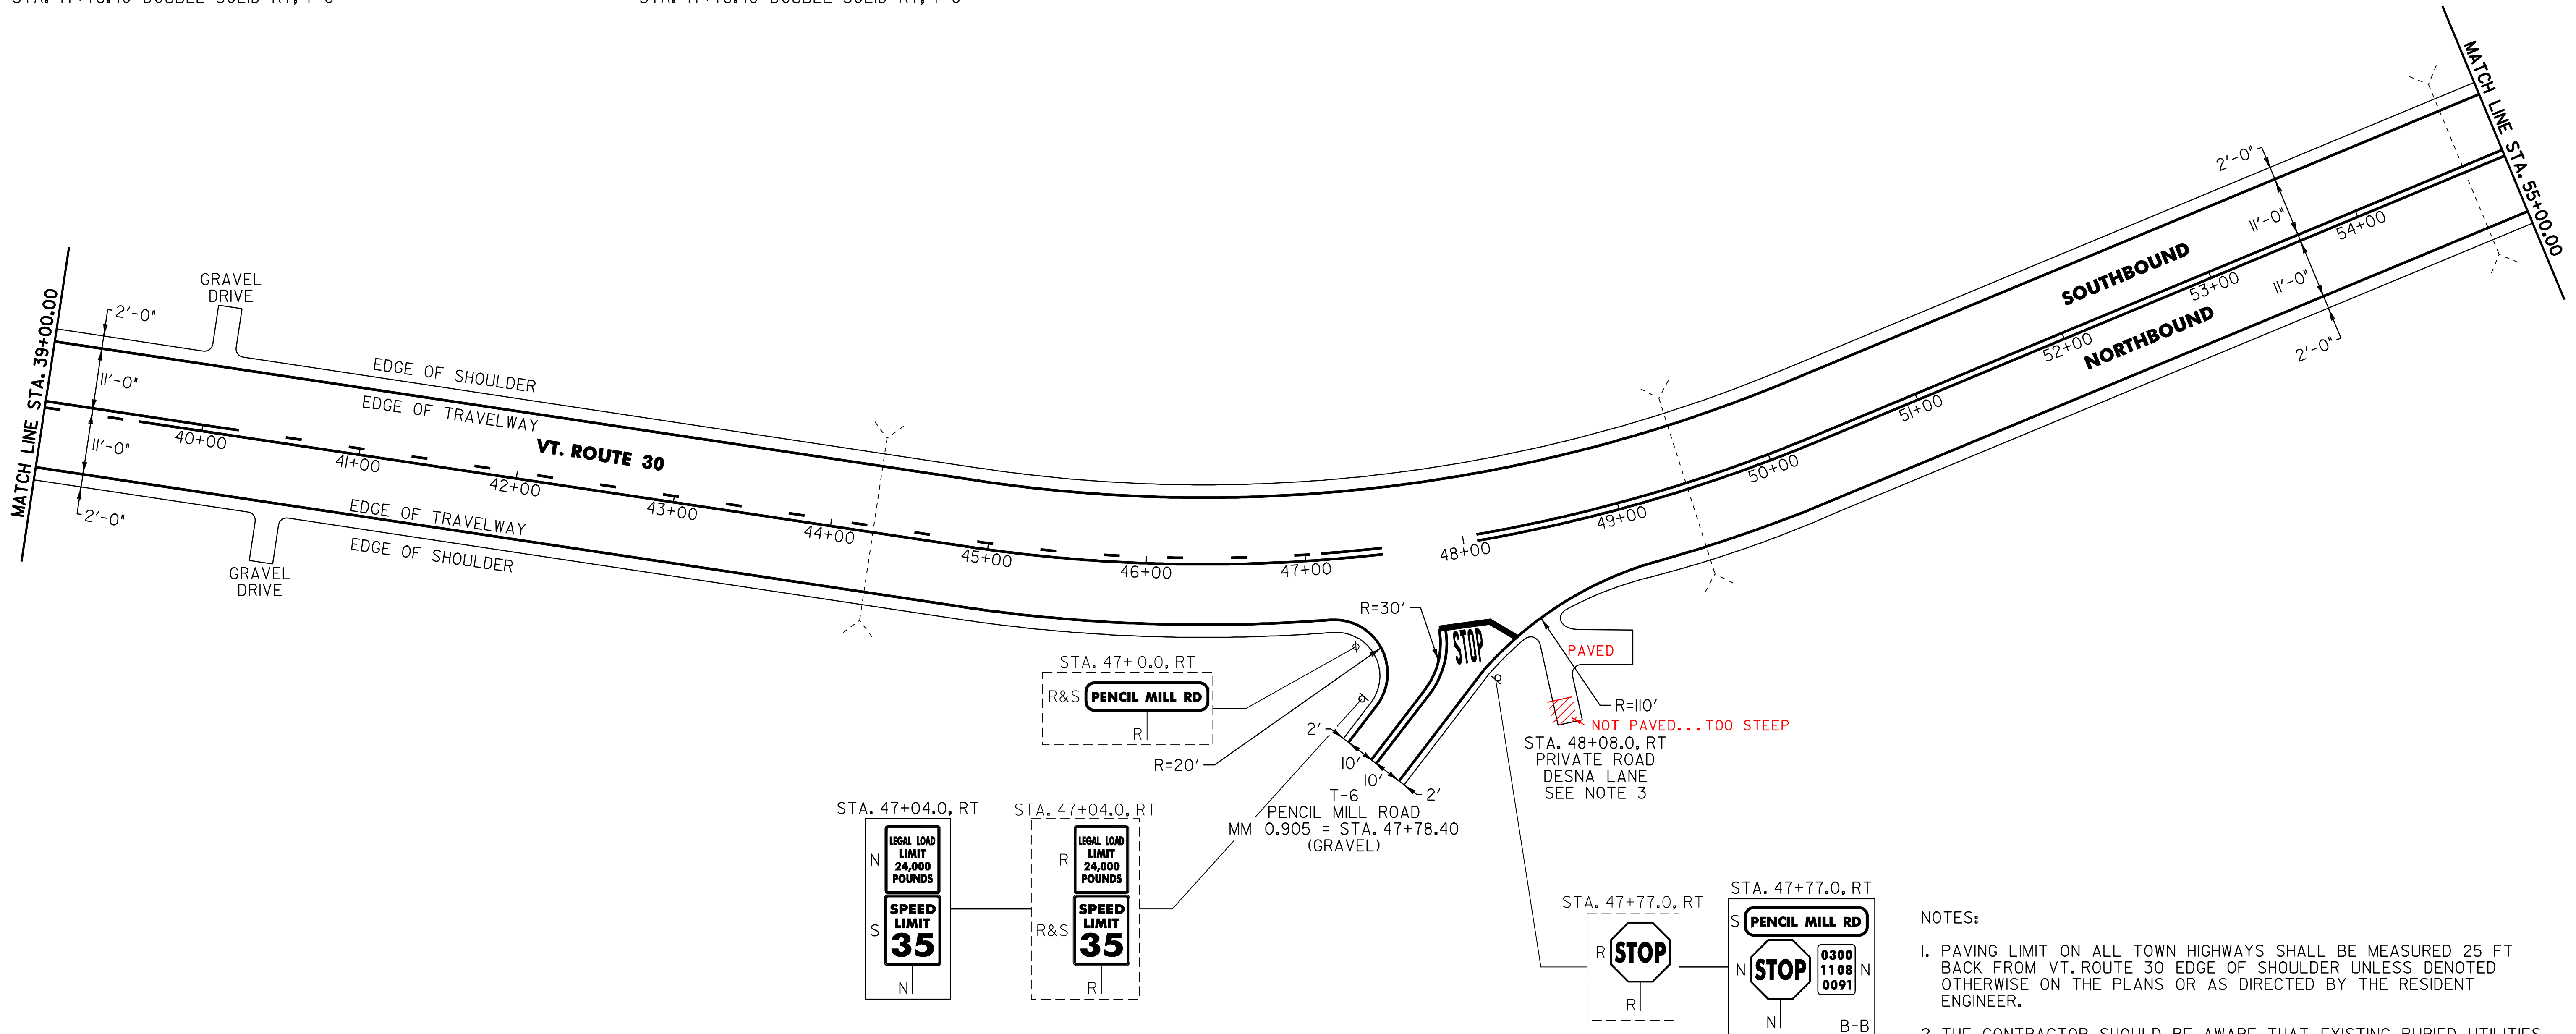 MATCH LINE STA. 39+00.00
GRAVEL
DRIVE
2'-0"
11'-0"
11'-0"
2'-0"
EDGE OF SHOULDER
EDGE OF TRAVELWAY
VT. ROUTE 30
EDGE OF TRAVELWAY
EDGE OF SHOULDER
GRAVEL
DRIVE
40+00
41+00
42+00
43+00
44+00
45+00
46+00
47+00
48+00
49+00
50+00
51+00
52+00
53+00
54+00
SOUTHBOUND
NORTHBOUND
2'-0"
11'-0"
11'-0"
2'-0"
MATCH LINE STA. 55+00.00
R=30'
STOP
PAVED
R=110'
NOT PAVED...TOO STEEP
STA. 48+08.0, RT
PRIVATE ROAD
DESNA LANE
SEE NOTE 3
STA. 47+10.0, RT
R&S PENCIL MILL RD
R
R=20'
2'
10'
10'
2'
T-6
PENCIL MILL ROAD
MM 0.905 = STA. 47+78.40
(GRAVEL)
STA. 47+04.0, RT
N
LEGAL LOAD
LIMIT
24,000
POUNDS
S
SPEED
LIMIT
35
N
STA. 47+04.0, RT
R
LEGAL LOAD
LIMIT
24,000
POUNDS
R&S
SPEED
LIMIT
35
R
STA. 47+77.0, RT
R STOP
R
STA. 47+77.0, RT
S PENCIL MILL RD
N STOP
0300
1108
0091
N
N
B-B
NOTES:
1. PAVING LIMIT ON ALL TOWN HIGHWAYS SHALL BE MEASURED 25 FT
BACK FROM VT. ROUTE 30 EDGE OF SHOULDER UNLESS DENOTED
OTHERWISE ON THE PLANS OR AS DIRECTED BY THE RESIDENT
ENGINEER.
2. THE CONTRACTOR SHOULD BE AWARE THAT EXISTING BURIED UTILITIES